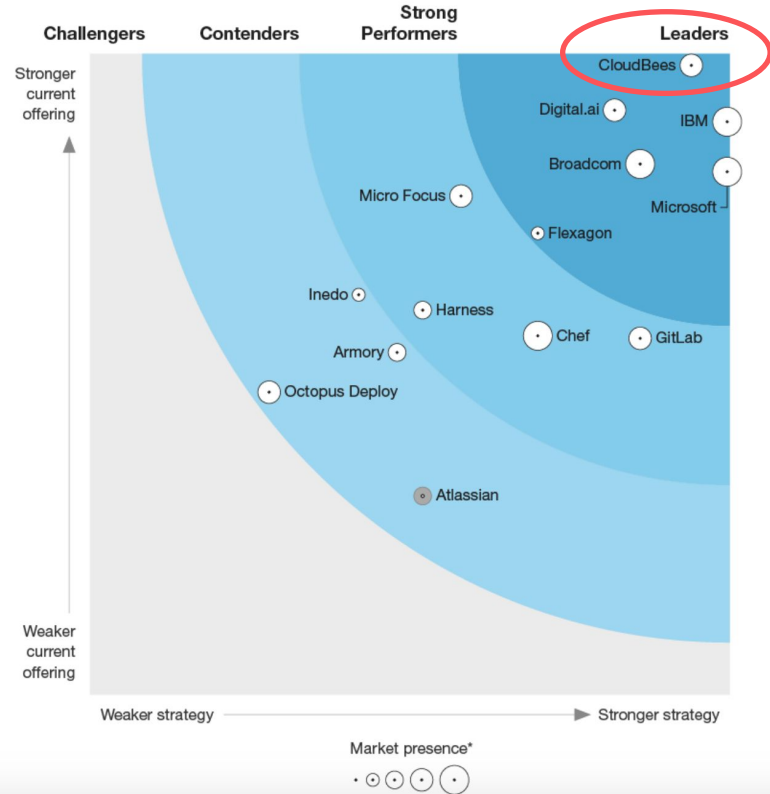 Challengers
Contenders
Strong
Performers
Leaders
Stronger
current
offering
CloudBees
Digital.ai
IBM
Broadcom
Microsoft
Micro Focus
Flexagon
Inedo
Harness
Chef
GitLab
Armory
Octopus Deploy
Atlassian
Weaker
current
offering
Weaker strategy
Stronger strategy
Market presence*